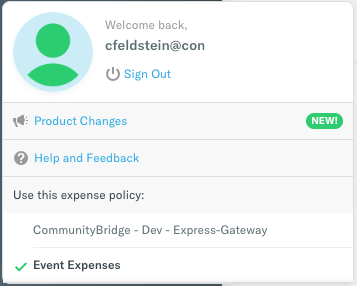 Welcome back,
cfeldstein@con
Sign Out
Product Changes NEW!
Help and Feedback
Use this expense policy:
CommunityBridge - Dev - Express-Gateway
Event Expenses